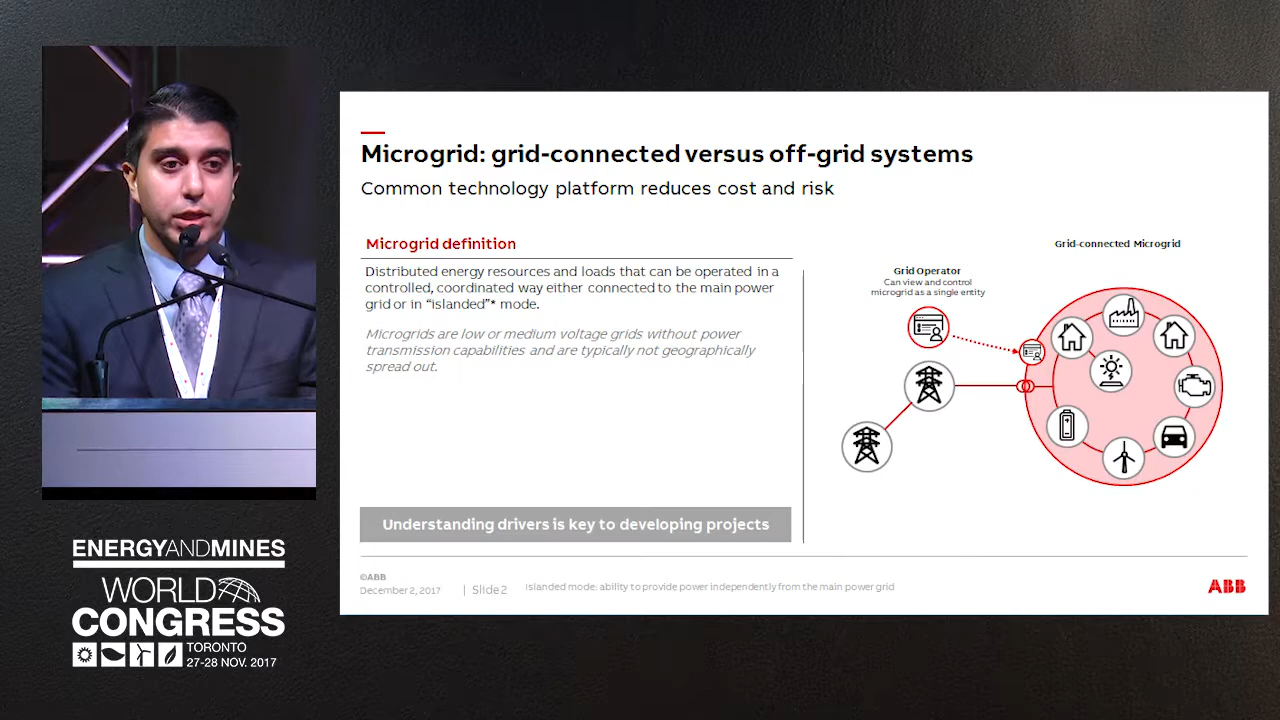 Microgrid: grid-connected versus off-grid systems
Common technology platform reduces cost and risk
Microgrid definition
Distributed energy resources and loads that can be operated in a
controlled, coordinated way either connected to the main power
grid or in “islanded”* mode.
Microgrids are low or medium voltage grids without power
transmission capabilities and are typically not geographically
spread out.
Understanding drivers is key to developing projects
Grid-connected Microgrid
Grid Operator
Can view and control
microgrid as a single entity
©ABB
December 2, 2017
| Slide 2
Islanded mode: ability to provide power independently from the main power grid
ABB
ENERGYANDMINES
WORLD
CONGRESS
TORONTO
27-28 NOV. 2017